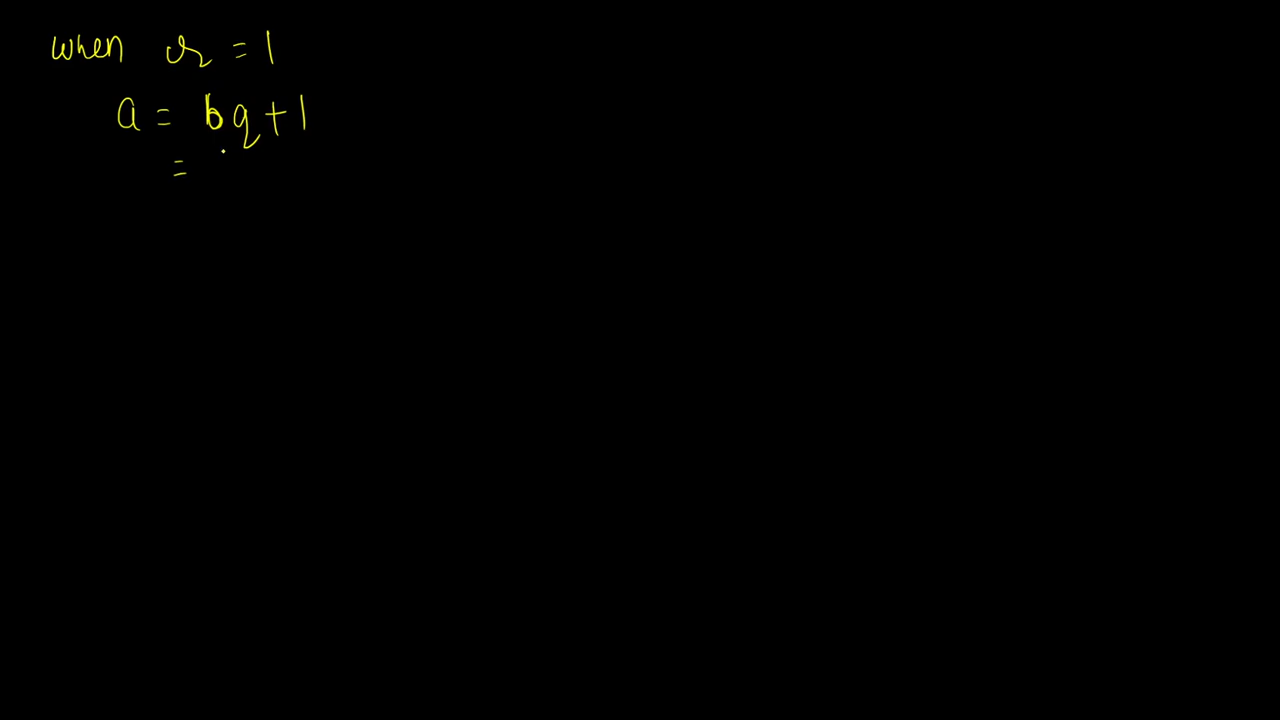 when r = 1
a = bq + 1
=